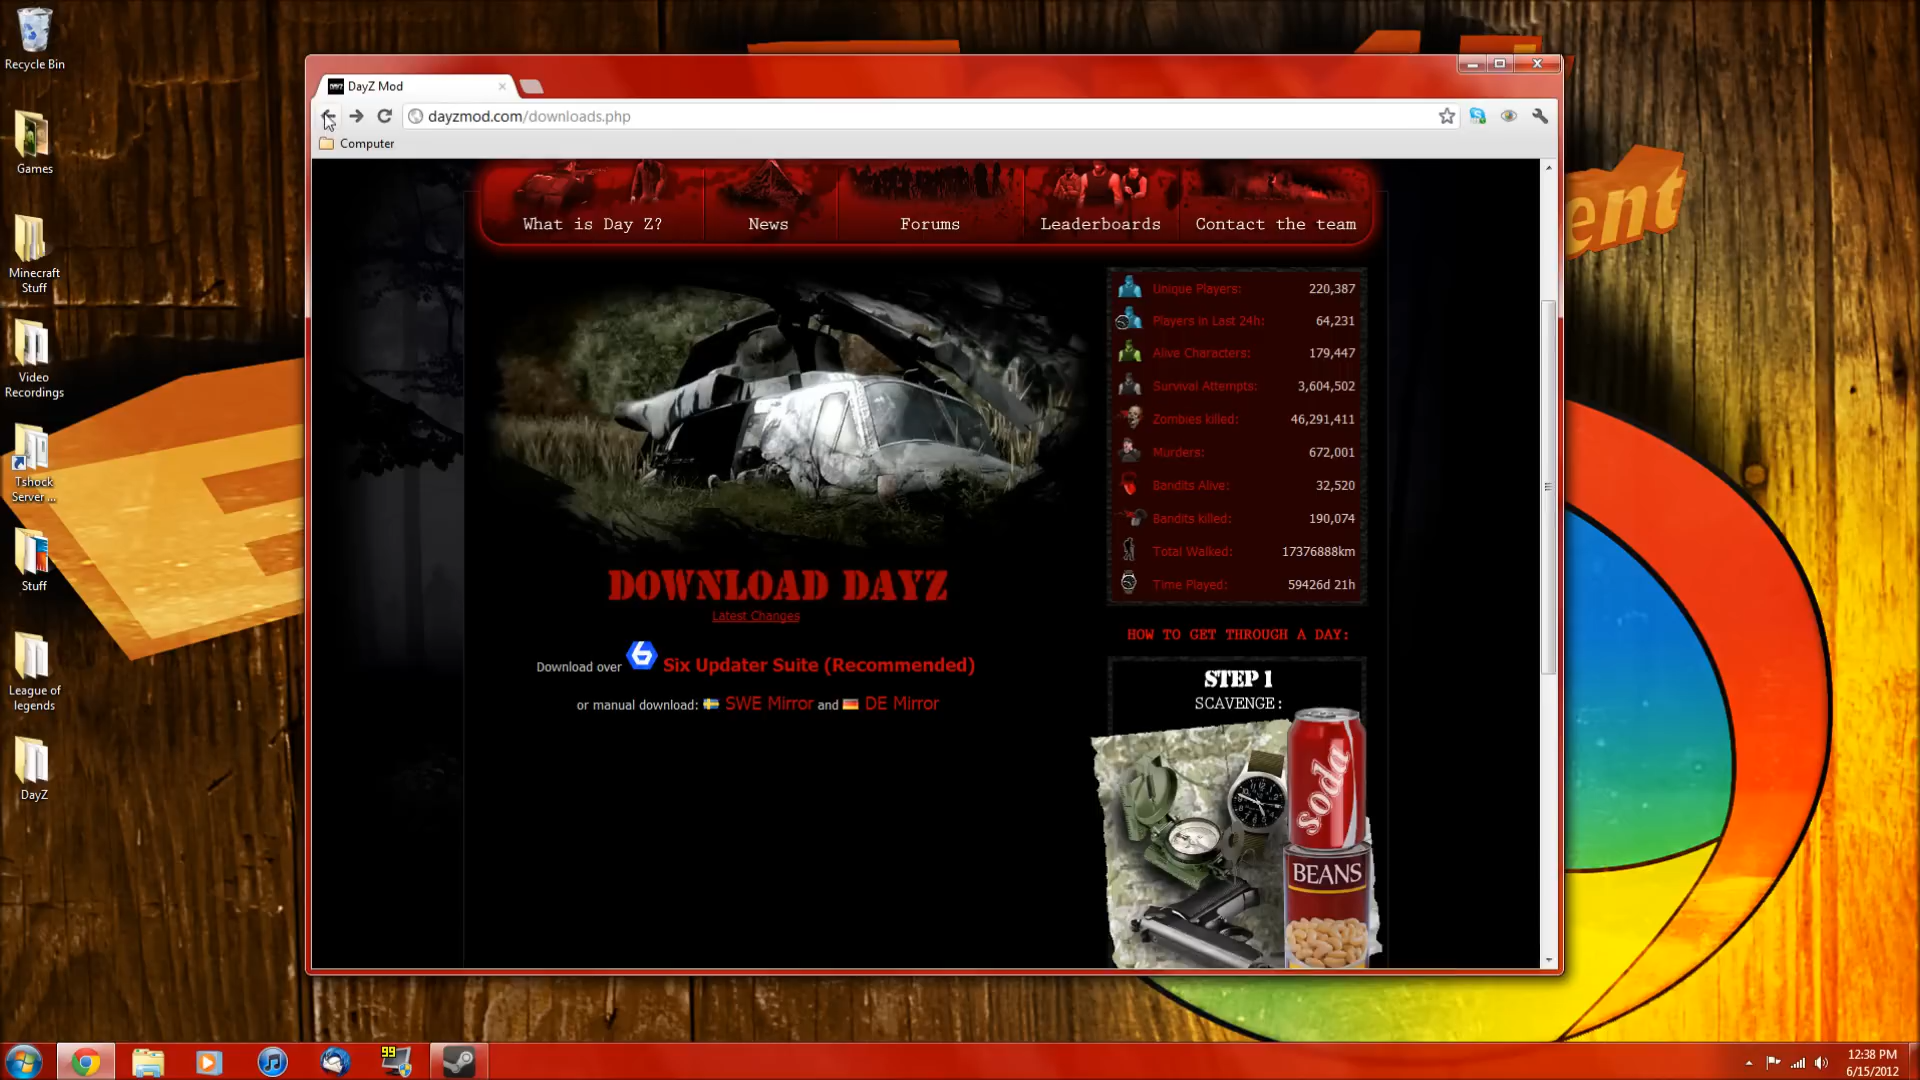 Recycle Bin
Games
Minecraft
Stuff
Video
Recordings
Tshock
Server ...
Stuff
League of
legends
DayZ
DayZ Mod
dayzmod.com/downloads.php
Computer
What is Day Z?
News
Forums
Leaderboards
Contact the team
Unique Players: 220,387
Players in Last 24h: 64,231
Alive Characters: 179,447
Survival Attempts: 3,604,502
Zombies killed: 46,291,411
Murders: 672,001
Bandits Alive: 32,520
Bandits killed: 190,074
Total Walked: 17376888km
Time Played: 59426d 21h
DOWNLOAD DAYZ
Latest Changes
Download over 6 Six Updater Suite (Recommended)
or manual download: SWE Mirror and DE Mirror
HOW TO GET THROUGH A DAY:
STEP 1
SCAVENGE:
soda
BEANS
ent
99
12:38 PM
6/15/2012